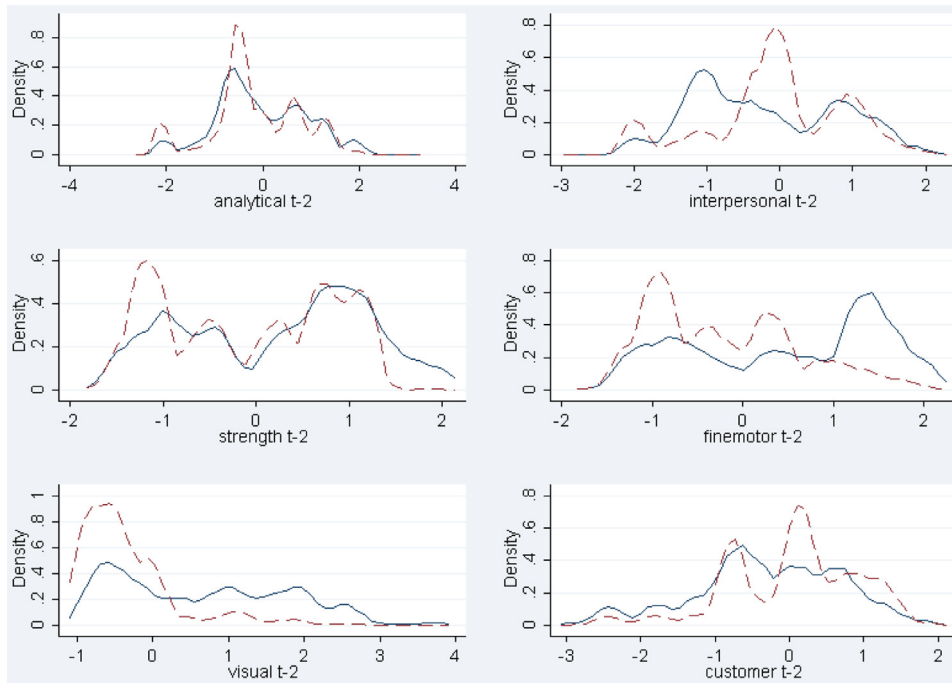 Density
0 .2 .4 .6 .8
-4 -2 0 2 4
analytical t-2
Density
0 .2 .4 .6 .8
-3 -2 -1 0 1 2
interpersonal t-2
Density
0 .2 .4 .6
-2 -1 0 1 2
strength t-2
Density
0 .2 .4 .6 .8
-2 -1 0 1 2
finemotor t-2
Density
0 .2 .4 .6 .8 1
-1 0 1 2 3 4
visual t-2
Density
0 .2 .4 .6 .8
-3 -2 -1 0 1 2
customer t-2